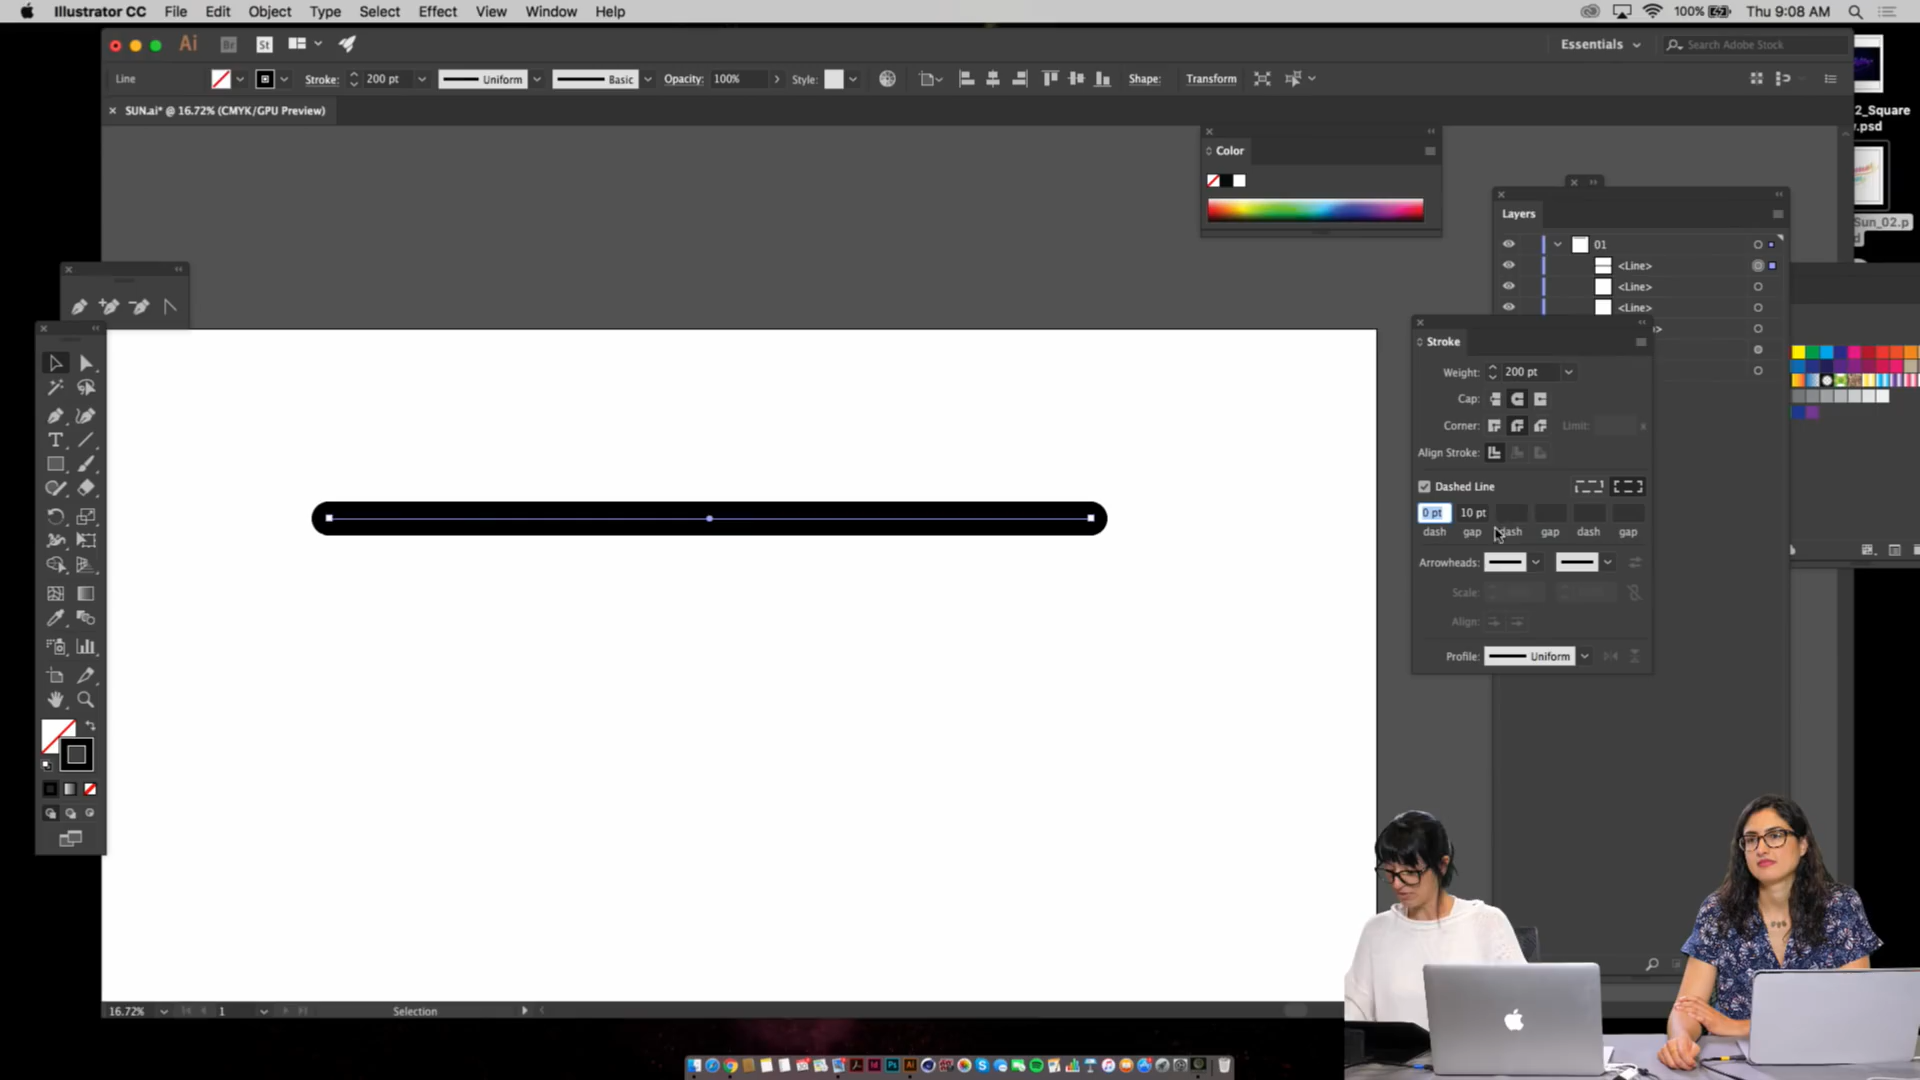 Illustrator CC File Edit Object Type Select Effect View Window Help
100% Thu 9:08 AM
Ai Br St Essentials Search Adobe Stock
Line Stroke: 200 pt Uniform Basic Opacity: 100% Style: Shape: Transform
× SUN.ai* @ 16.72% (CMYK/GPU Preview)
2_Square
.psd
Color
Layers
01
<Line>
<Line>
<Line>
Sun_02.p
d
Stroke
Weight: 200 pt
Cap:
Corner: Limit: x
Align Stroke:
Dashed Line
0 pt 10 pt
dash gap dash gap dash gap
Arrowheads:
Scale:
Align:
Profile: Uniform
16.72% 1 Selection